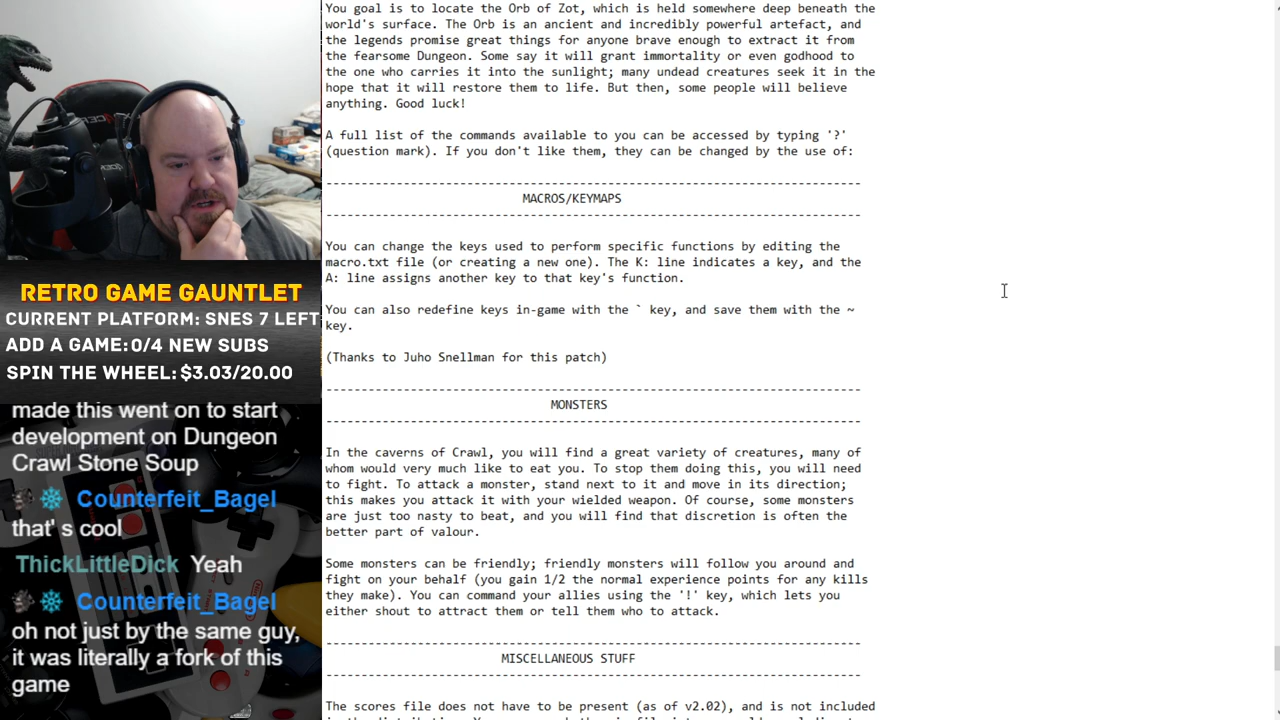 You goal is to locate the Orb of Zot, which is held somewhere deep beneath the
world's surface. The Orb is an ancient and incredibly powerful artefact, and
the legends promise great things for anyone brave enough to extract it from
the fearsome Dungeon. Some say it will grant immortality or even godhood to
the one who carries it into the sunlight; many undead creatures seek it in the
hope that it will restore them to life. But then, some people will believe
anything. Good luck!
A full list of the commands available to you can be accessed by typing '?'
(question mark). If you don't like them, they can be changed by the use of:
----------------------------------------------------------------------------
MACROS/KEYMAPS
----------------------------------------------------------------------------
You can change the keys used to perform specific functions by editing the
macro.txt file (or creating a new one). The K: line indicates a key, and the
A: line assigns another key to that key's function.
You can also redefine keys in-game with the ` key, and save them with the ~
key.
(Thanks to Juho Snellman for this patch)
----------------------------------------------------------------------------
MONSTERS
----------------------------------------------------------------------------
In the caverns of Crawl, you will find a great variety of creatures, many of
whom would very much like to eat you. To stop them doing this, you will need
to fight. To attack a monster, stand next to it and move in its direction;
this makes you attack it with your wielded weapon. Of course, some monsters
are just too nasty to beat, and you will find that discretion is often the
better part of valour.
Some monsters can be friendly; friendly monsters will follow you around and
fight on your behalf (you gain 1/2 the normal experience points for any kills
they make). You can command your allies using the '!' key, which lets you
either shout to attract them or tell them who to attack.
----------------------------------------------------------------------------
MISCELLANEOUS STUFF
----------------------------------------------------------------------------
The scores file does not have to be present (as of v2.02), and is not included
RETRO GAME GAUNTLET
CURRENT PLATFORM: SNES 7 LEFT
ADD A GAME: 0/4 NEW SUBS
SPIN THE WHEEL: $3.03/20.00
made this went on to start
development on Dungeon
Crawl Stone Soup
Counterfeit_Bagel
that' s cool
ThickLittleDick Yeah
Counterfeit_Bagel
oh not just by the same guy,
it was literally a fork of this
game